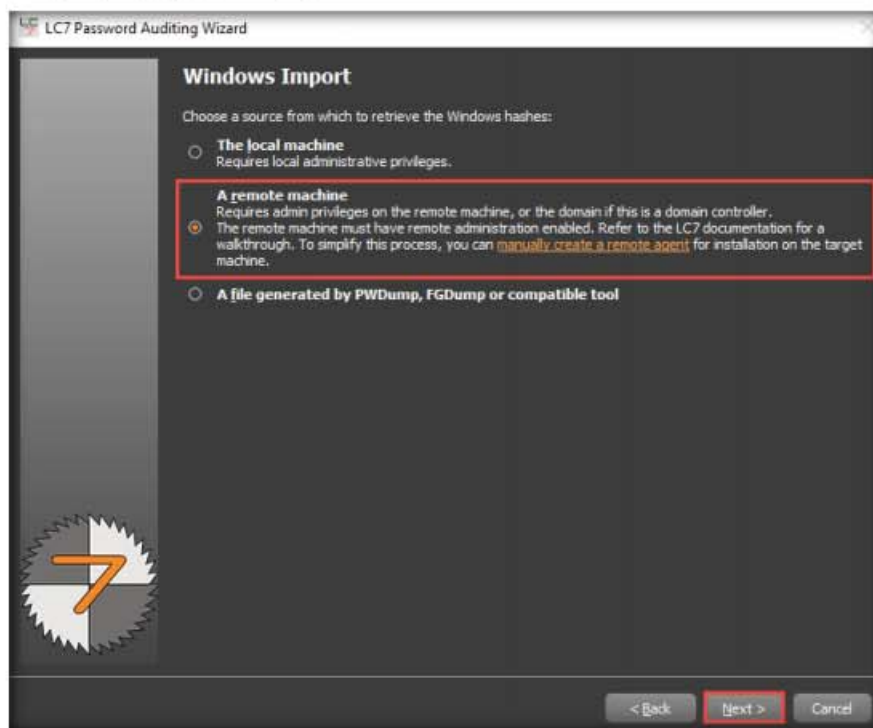 LC7 Password Auditing Wizard
Windows Import
Choose a source from which to retrieve the Windows hashes:
The local machine
Requires local administrative privileges.
A remote machine
Requires admin privileges on the remote machine, or the domain if this is a domain controller.
The remote machine must have remote administration enabled. Refer to the LC7 documentation for a
walkthrough. To simplify this process, you can manually create a remote agent for installation on the target
machine.
A file generated by PWDump, FGDump or compatible tool
7
< Back
Next >
Cancel